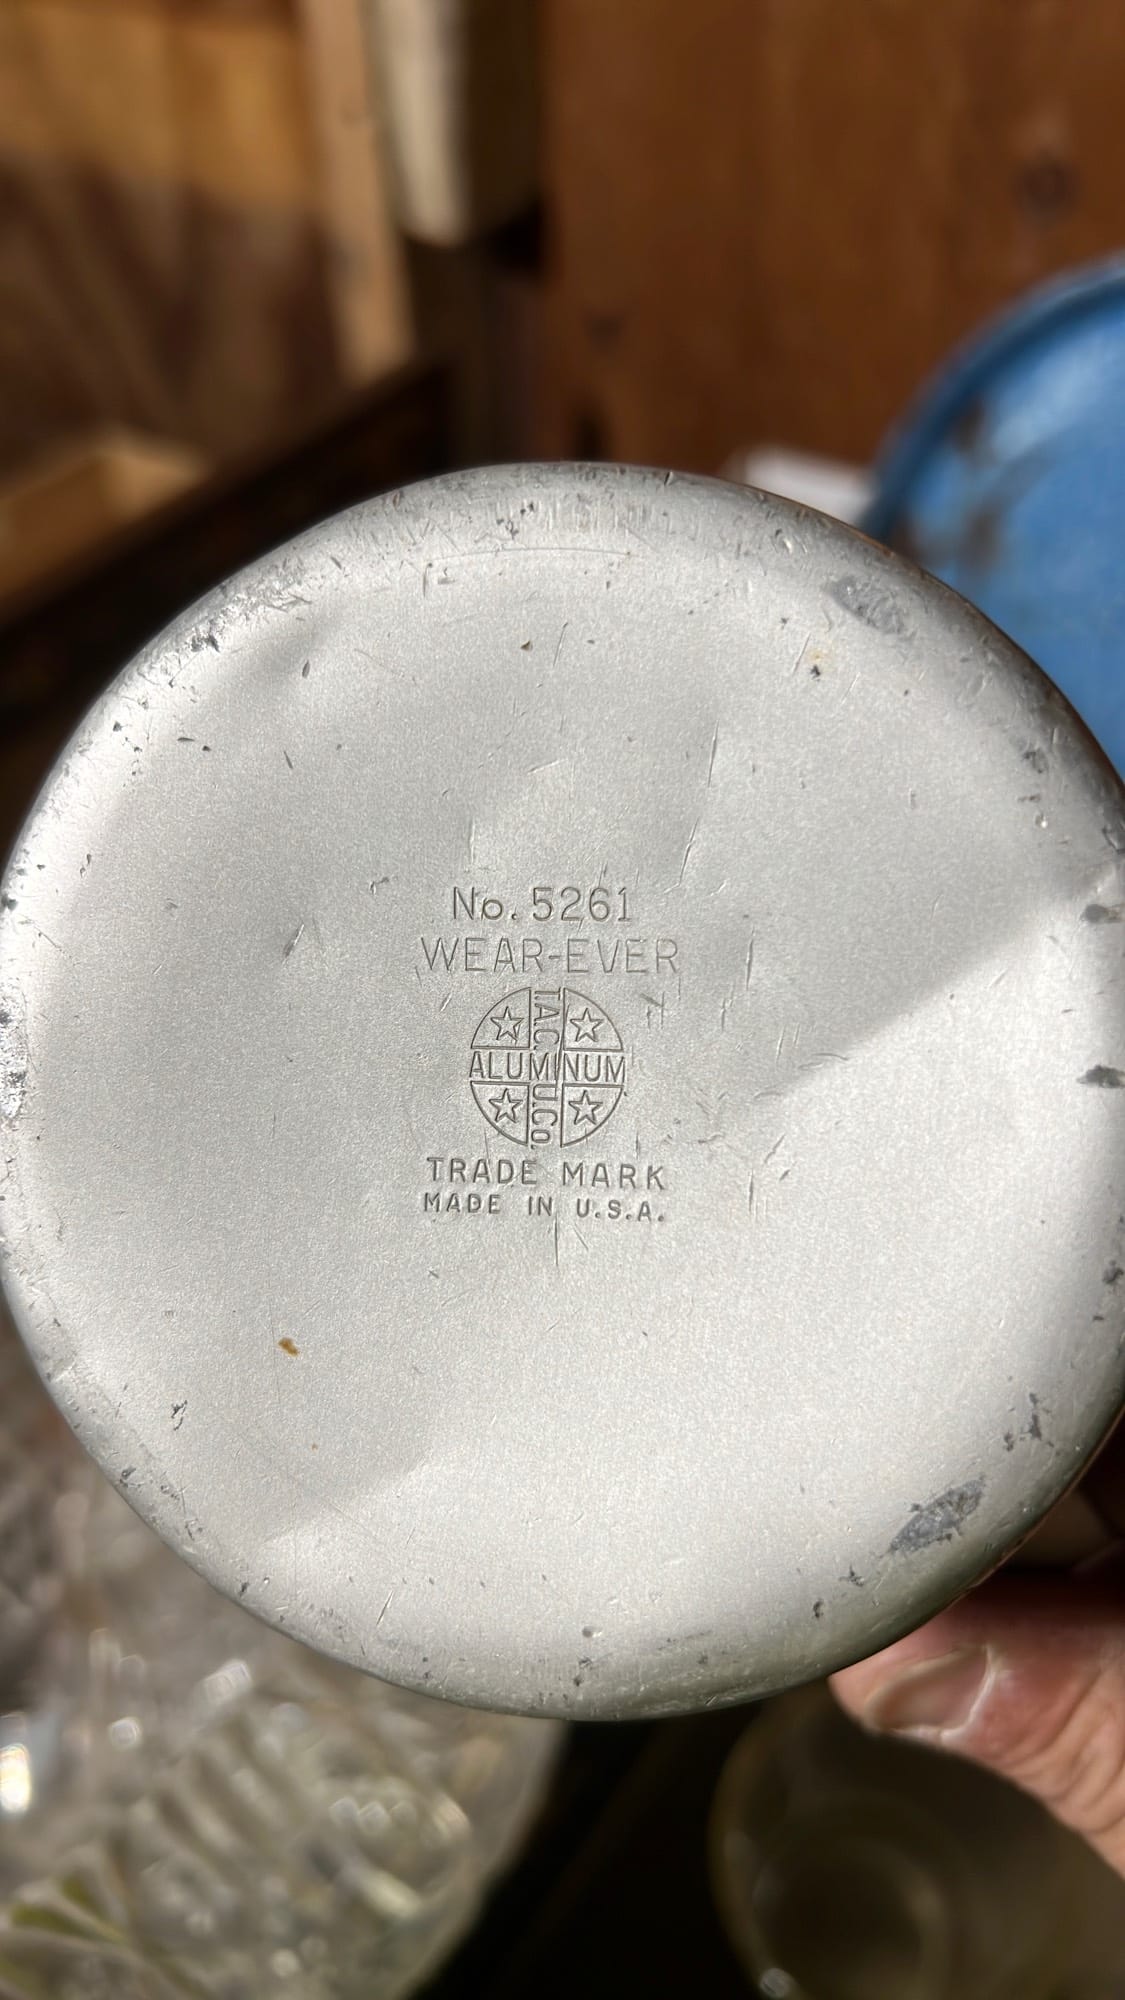 No. 5261
WEAR-EVER
T.A.C.U.Co.
ALUMINUM
TRADE MARK
MADE IN U.S.A.